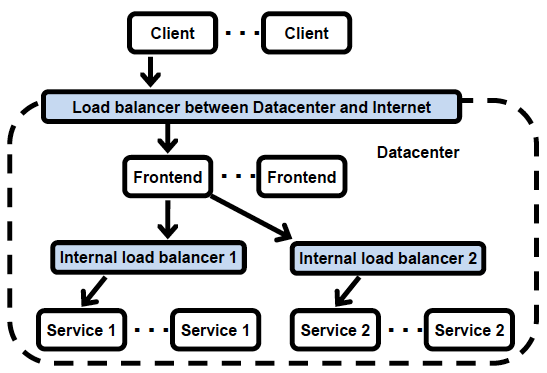 Client
Client
Load balancer between Datacenter and Internet
Datacenter
Frontend
Frontend
Internal load balancer 1
Internal load balancer 2
Service 1
Service 1
Service 2
Service 2